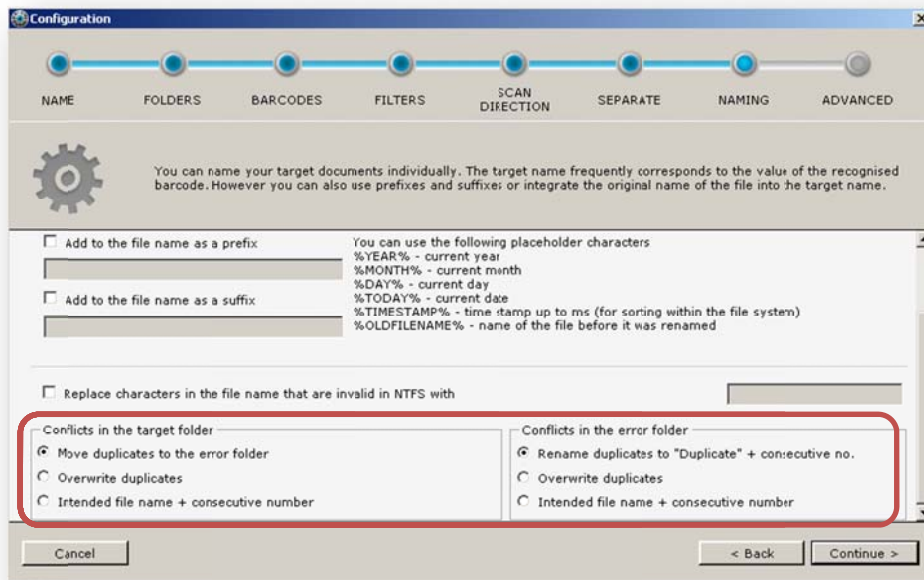 Configuration
NAME
FOLDERS
BARCODES
FILTERS
SCAN
DIRECTION
SEPARATE
NAMING
ADVANCED
You can name your target documents individually. The target name frequently corresponds to the value of the recognised
barcode. However you can also use prefixes and suffixes or integrate the original name of the file into the target name.
Add to the file name as a prefix
You can use the following placeholder characters
%YEAR% - current year
%MONTH% - current month
%DAY% - current day
%TODAY% - current date
%TIMESTAMP% - time stamp up to ms (for sorting within the file system)
%OLDFILENAME% - name of the file before it was renamed
Add to the file name as a suffix
Replace characters in the file name that are invalid in NTFS with
Conflicts in the target folder
Move duplicates to the error folder
Overwrite duplicates
Intended file name + consecutive number
Conflicts in the error folder
Rename duplicates to "Duplicate" + consecutive no.
Overwrite duplicates
Intended file name + consecutive number
Cancel
< Back
Continue >